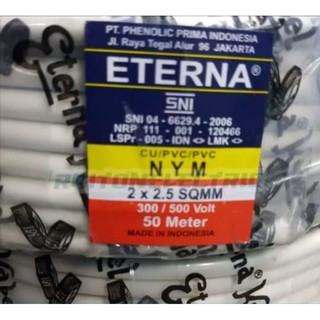 PT. PHENOLIC PRIMA INDONESIA
Jl. Raya Tegal Alur 96 JAKARTA
ETERNA®
SNI
SNI 04 - 6629.4 - 2006
NRP 111 - 001 - 120466
LSPr - 005 - IDN <> LMK <>
CU/PVC/PVC
NYM
2 x 2.5 SQMM
300 / 500 Volt
50 Meter
MADE IN INDONESIA
Eterna
Eterna